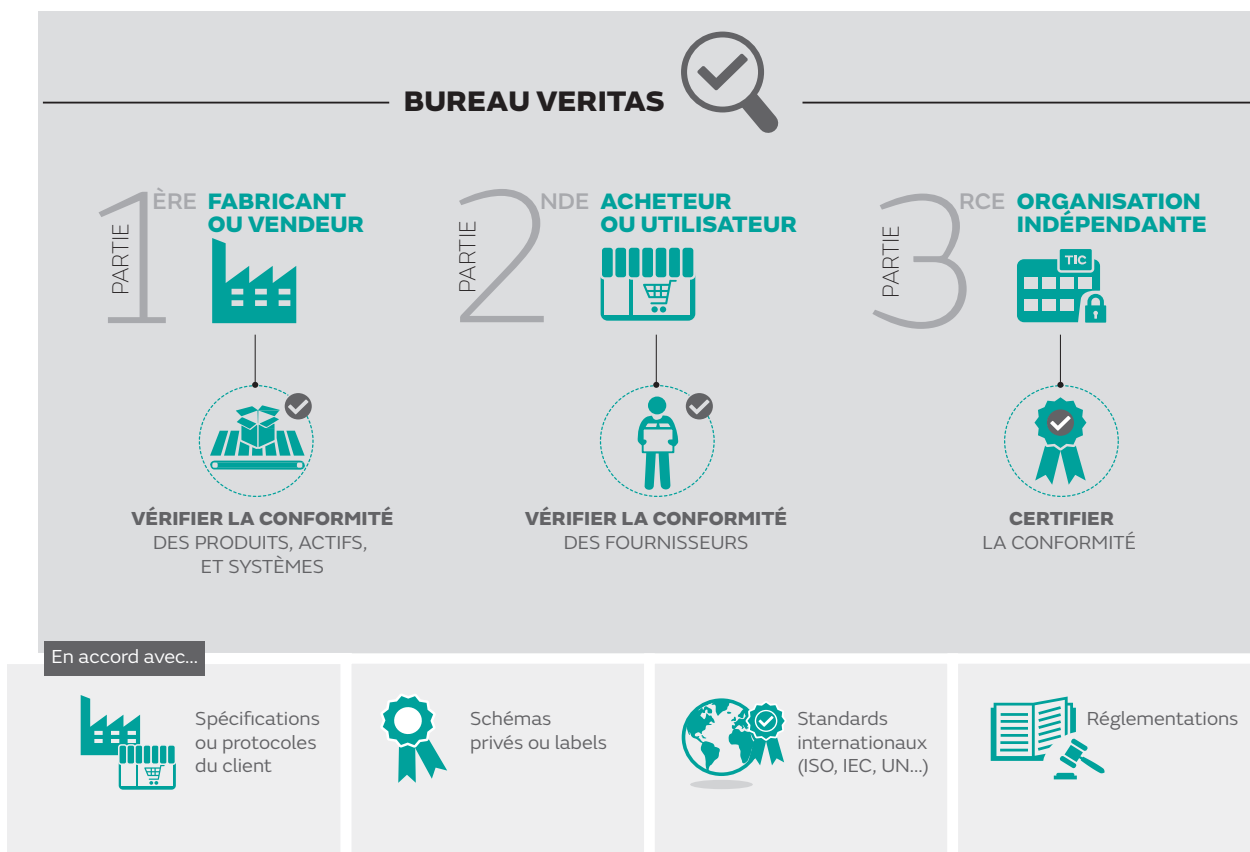 BUREAU VERITAS
PARTIE
1ÈRE FABRICANT
OU VENDEUR
PARTIE
2NDE ACHETEUR
OU UTILISATEUR
PARTIE
3RCE ORGANISATION
INDÉPENDANTE
TIC
VÉRIFIER LA CONFORMITÉ
DES PRODUITS, ACTIFS,
ET SYSTÈMES
VÉRIFIER LA CONFORMITÉ
DES FOURNISSEURS
CERTIFIER
LA CONFORMITÉ
En accord avec...
Spécifications
ou protocoles
du client
Schémas
privés ou labels
Standards
internationaux
(ISO, IEC, UN...)
Réglementations